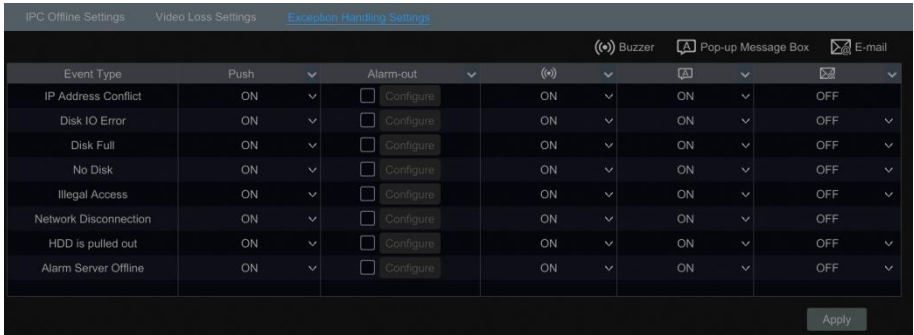 IPC Offline Settings Video Loss Settings Exception Handling Settings
Buzzer Pop-up Message Box E-mail
Event Type Push Alarm-out
IP Address Conflict ON Configure ON ON OFF
Disk IO Error ON Configure ON ON OFF
Disk Full ON Configure ON ON OFF
No Disk ON Configure ON ON OFF
Illegal Access ON Configure ON ON OFF
Network Disconnection ON Configure ON ON OFF
HDD is pulled out ON Configure ON ON OFF
Alarm Server Offline ON Configure ON ON OFF
Apply